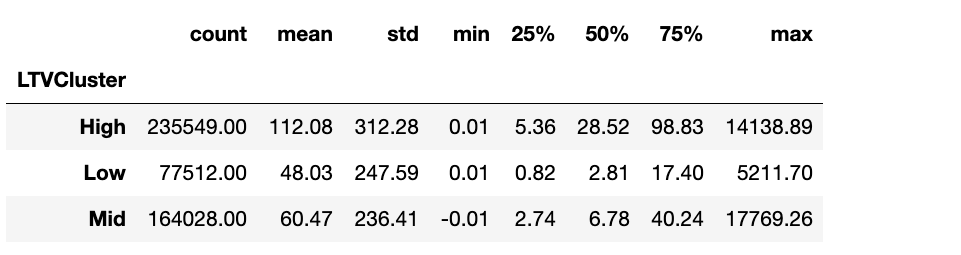 count mean std min 25% 50% 75% max
LTVCluster
High 235549.00 112.08 312.28 0.01 5.36 28.52 98.83 14138.89
Low 77512.00 48.03 247.59 0.01 0.82 2.81 17.40 5211.70
Mid 164028.00 60.47 236.41 -0.01 2.74 6.78 40.24 17769.26